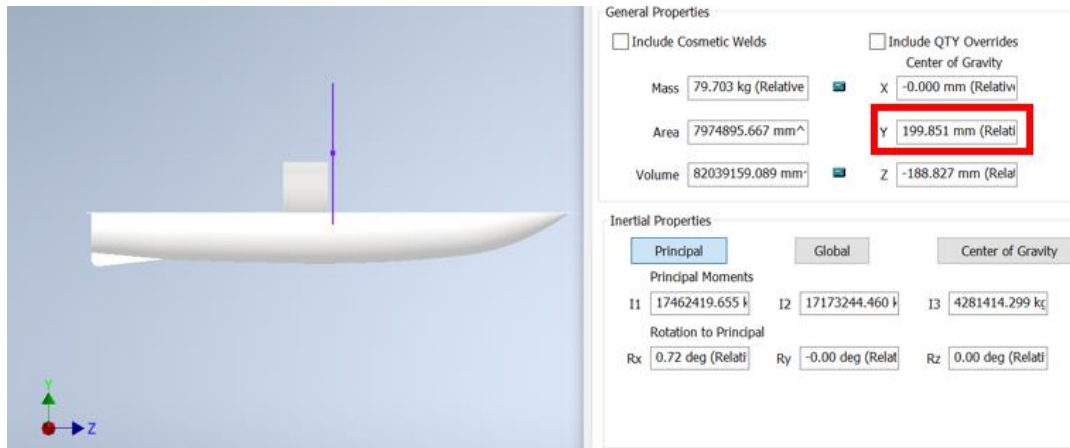 General Properties
Include Cosmetic Welds
Include QTY Overrides
Center of Gravity
Mass 79.703 kg (Relative
X -0.000 mm (Relativ
Area 7974895.667 mm^
Y 199.851 mm (Relati
Volume 82039159.089 mm
Z -188.827 mm (Relat
Inertial Properties
Principal
Global
Center of Gravity
Principal Moments
I1 17462419.655 k
I2 17173244.460 k
I3 4281414.299 kg
Rotation to Principal
Rx 0.72 deg (Relati
Ry -0.00 deg (Relat
Rz 0.00 deg (Relati
Y
Z